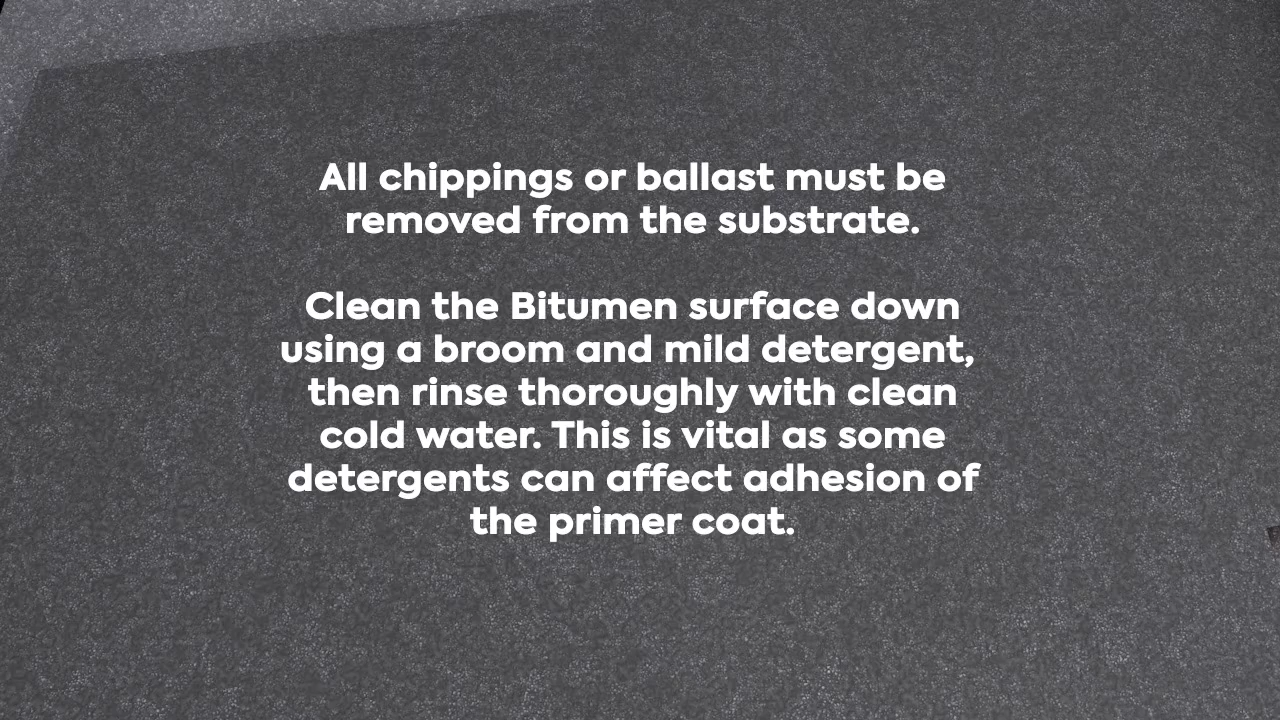 All chippings or ballast must be
removed from the substrate.
Clean the Bitumen surface down
using a broom and mild detergent,
then rinse thoroughly with clean
cold water. This is vital as some
detergents can affect adhesion of
the primer coat.